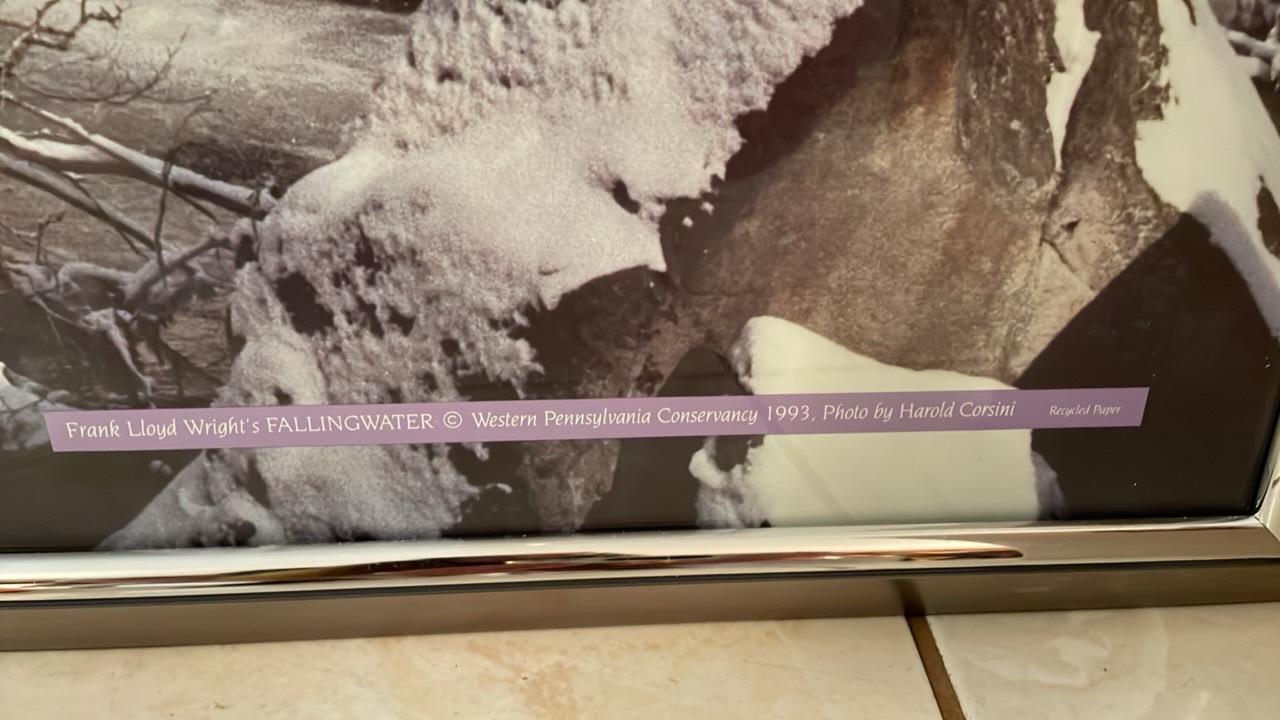 Frank Lloyd Wright's FALLINGWATER © Western Pennsylvania Conservancy 1993, Photo by Harold Corsini Recycled Paper